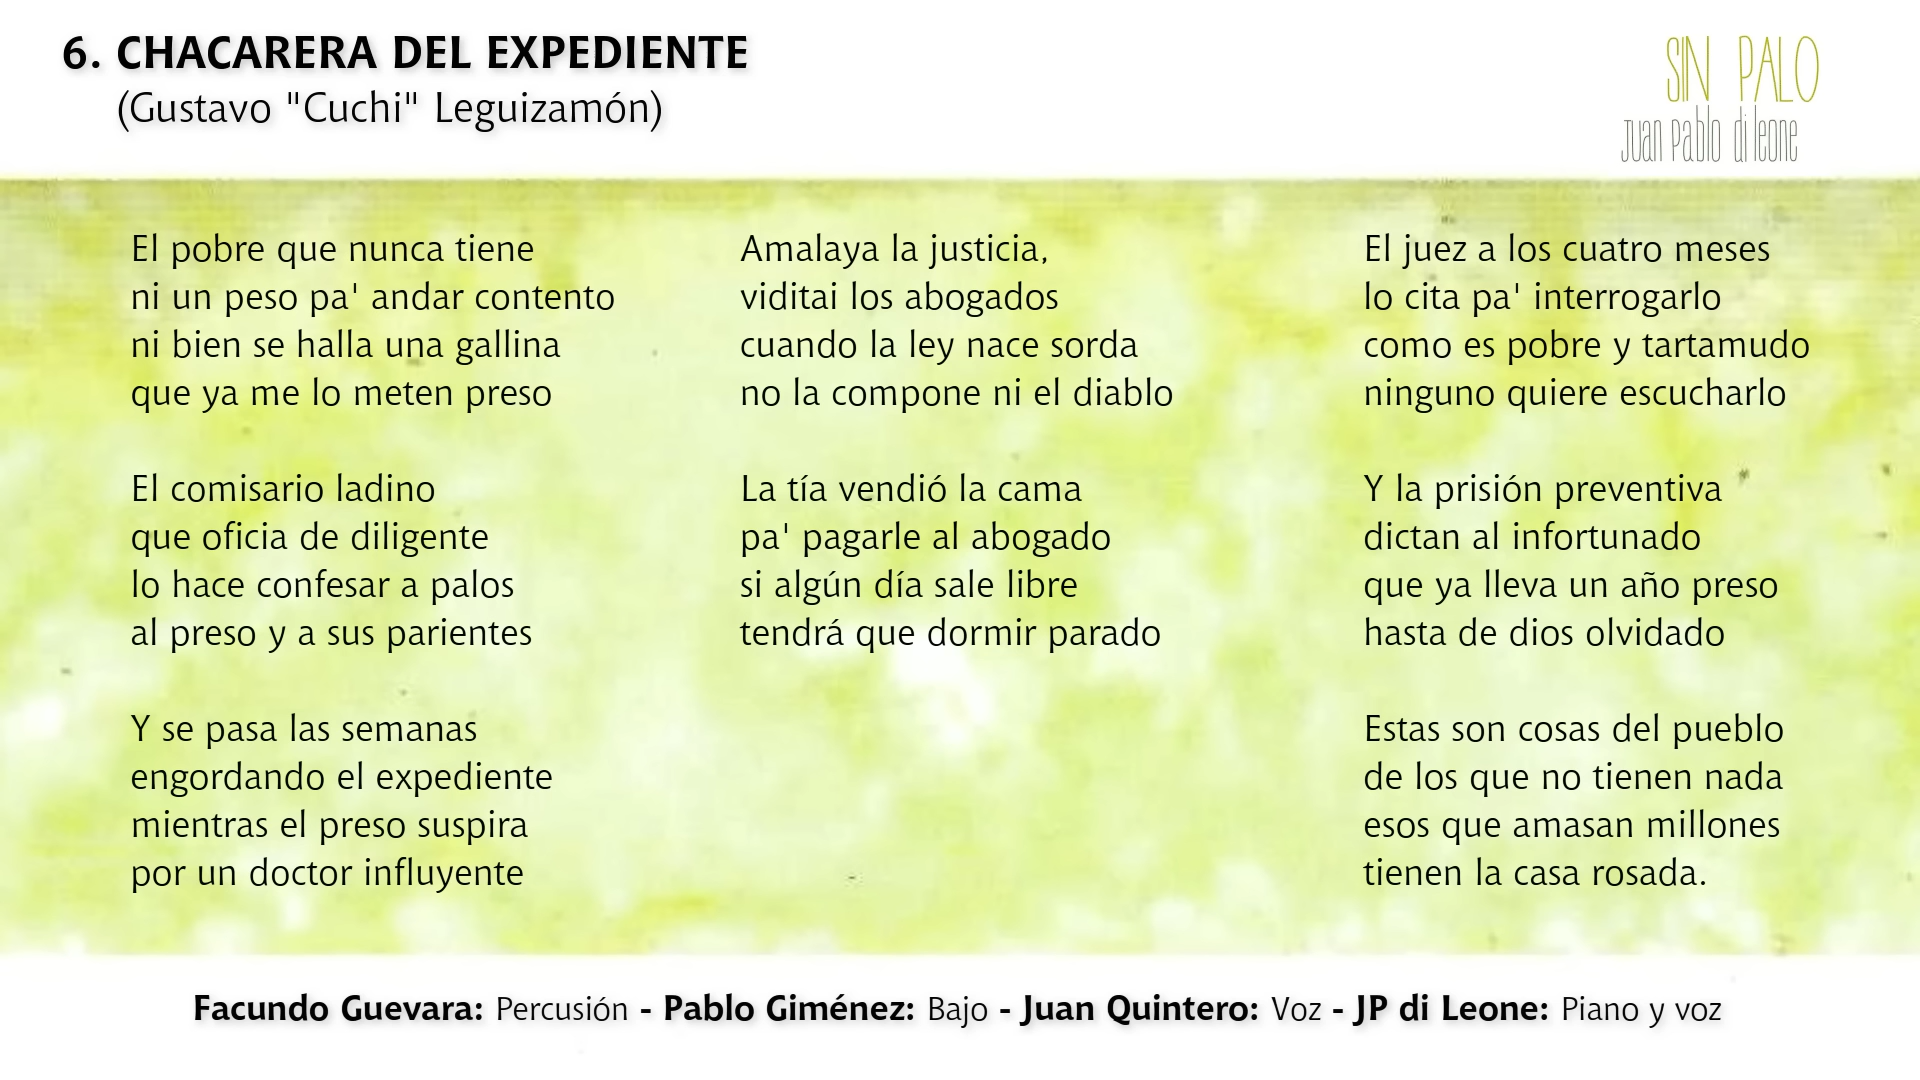 6. CHACARERA DEL EXPEDIENTE
(Gustavo "Cuchi" Leguizamón)
SIN PALO
Juan Pablo di leone
El pobre que nunca tiene
ni un peso pa' andar contento
ni bien se halla una gallina
que ya me lo meten preso
El comisario ladino
que oficia de diligente
lo hace confesar a palos
al preso y a sus parientes
Y se pasa las semanas
engordando el expediente
mientras el preso suspira
por un doctor influyente
Amalaya la justicia,
viditai los abogados
cuando la ley nace sorda
no la compone ni el diablo
La tía vendió la cama
pa' pagarle al abogado
si algún día sale libre
tendrá que dormir parado
El juez a los cuatro meses
lo cita pa' interrogarlo
como es pobre y tartamudo
ninguno quiere escucharlo
Y la prisión preventiva
dictan al infortunado
que ya lleva un año preso
hasta de dios olvidado
Estas son cosas del pueblo
de los que no tienen nada
esos que amasan millones
tienen la casa rosada.
Facundo Guevara: Percusión - Pablo Giménez: Bajo - Juan Quintero: Voz - JP di Leone: Piano y voz